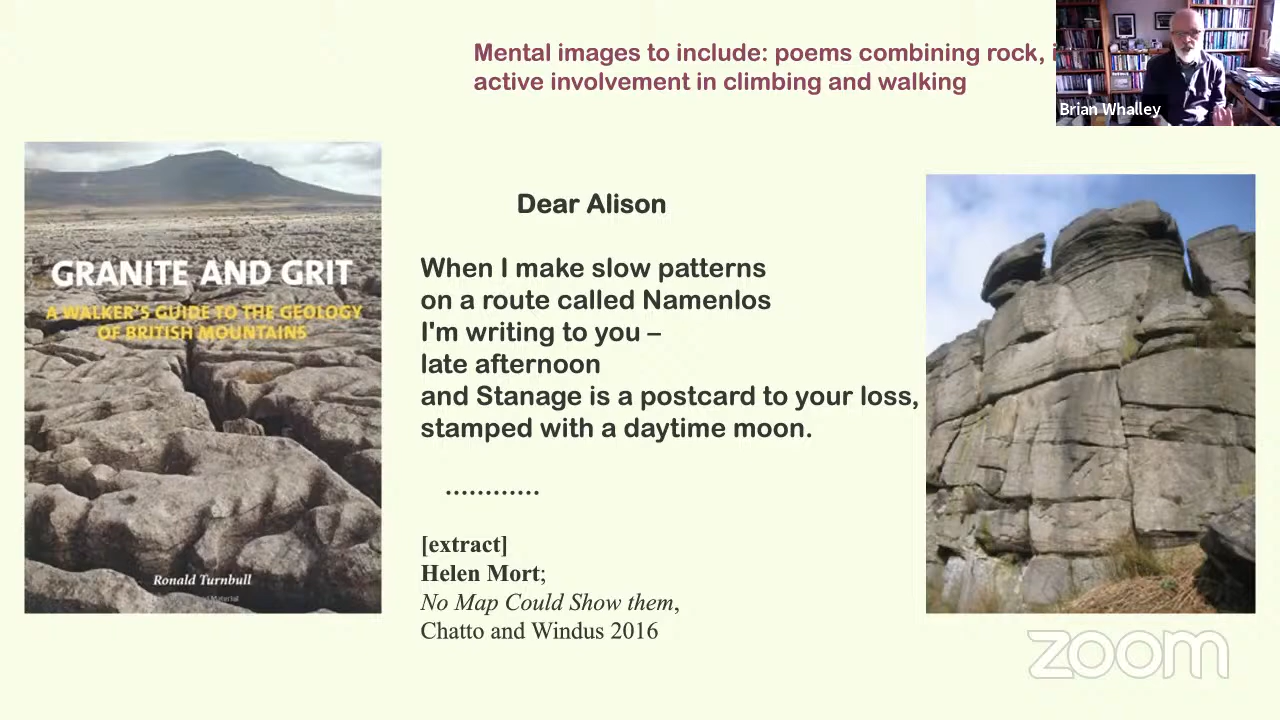 Mental images to include: poems combining rock,
active involvement in climbing and walking
Brian Whalley
GRANITE AND GRIT
A WALKER'S GUIDE TO THE GEOLOGY
OF BRITISH MOUNTAINS
Ronald Turnbull
Dear Alison
When I make slow patterns
on a route called Namenlos
I'm writing to you –
late afternoon
and Stanage is a postcard to your loss,
stamped with a daytime moon.
............
[extract]
Helen Mort;
No Map Could Show them,
Chatto and Windus 2016
zoom